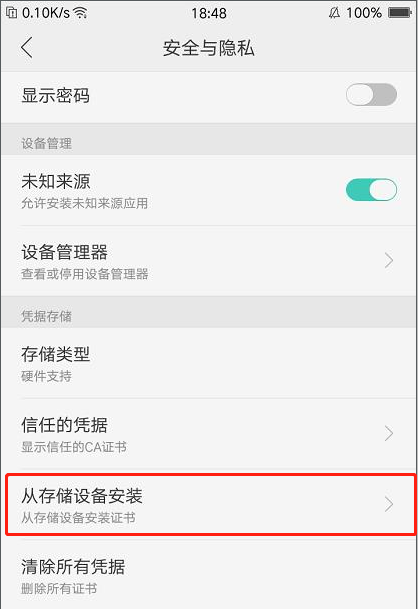 0.10K/s
18:48
100%
安全与隐私
显示密码
设备管理
未知来源
允许安装未知来源应用
设备管理器
查看或停用设备管理器
凭据存储
存储类型
硬件支持
信任的凭据
显示信任的CA证书
从存储设备安装
从存储设备安装证书
清除所有凭据
删除所有证书